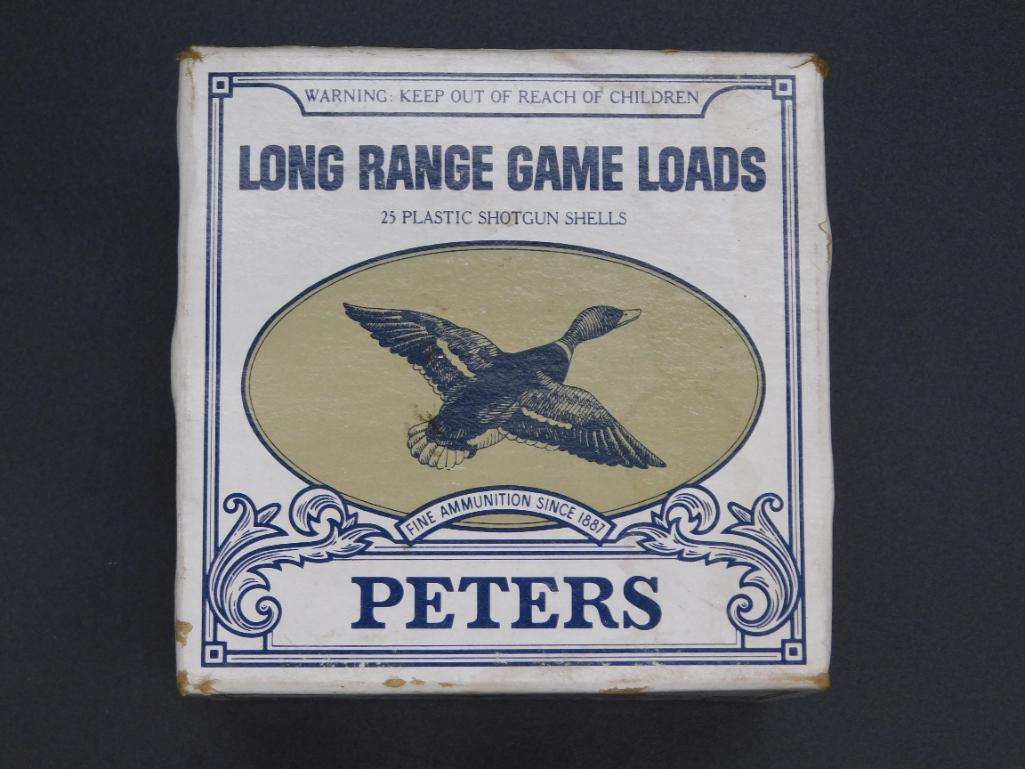 WARNING: KEEP OUT OF REACH OF CHILDREN
LONG RANGE GAME LOADS
25 PLASTIC SHOTGUN SHELLS
FINE AMMUNITION SINCE 1887
PETERS